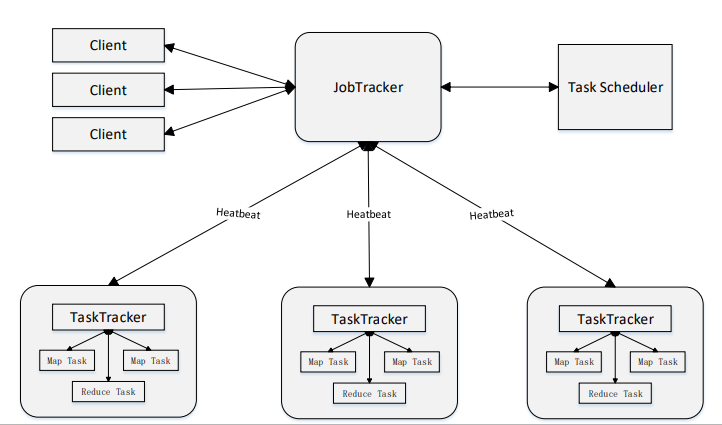 Client
Client
Client
JobTracker
Task Scheduler
Heatbeat
Heatbeat
Heatbeat
TaskTracker
Map Task
Map Task
Reduce Task
TaskTracker
Map Task
Map Task
Reduce Task
TaskTracker
Map Task
Map Task
Reduce Task